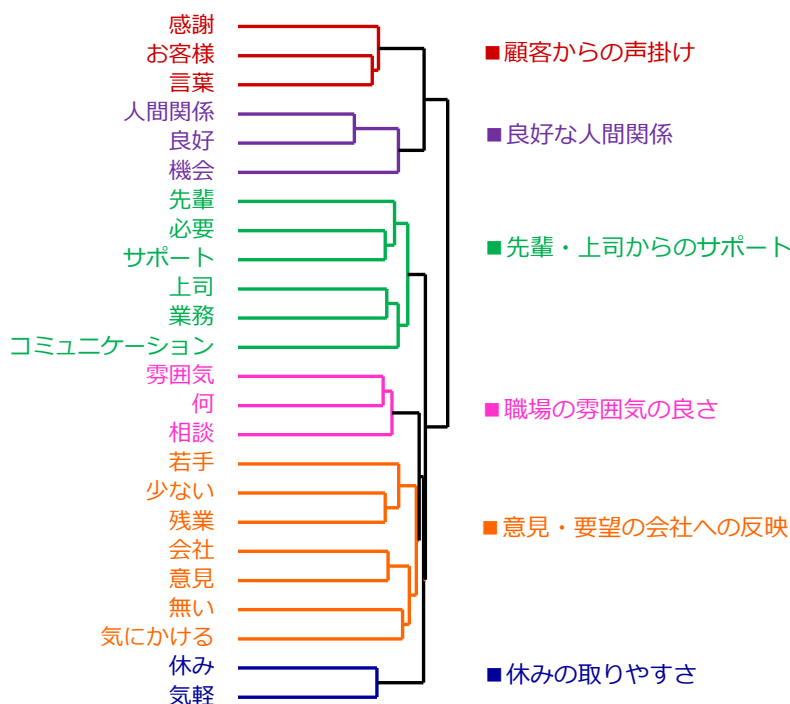 感謝
お客様
言葉
人間関係
良好
機会
先輩
必要
サポート
上司
業務
コミュニケーション
雰囲気
何
相談
若手
少ない
残業
会社
意見
無い
気にかける
休み
気軽
■顧客からの声掛け
■良好な人間関係
■先輩・上司からのサポート
■職場の雰囲気の良さ
■意見・要望の会社への反映
■休みの取りやすさ